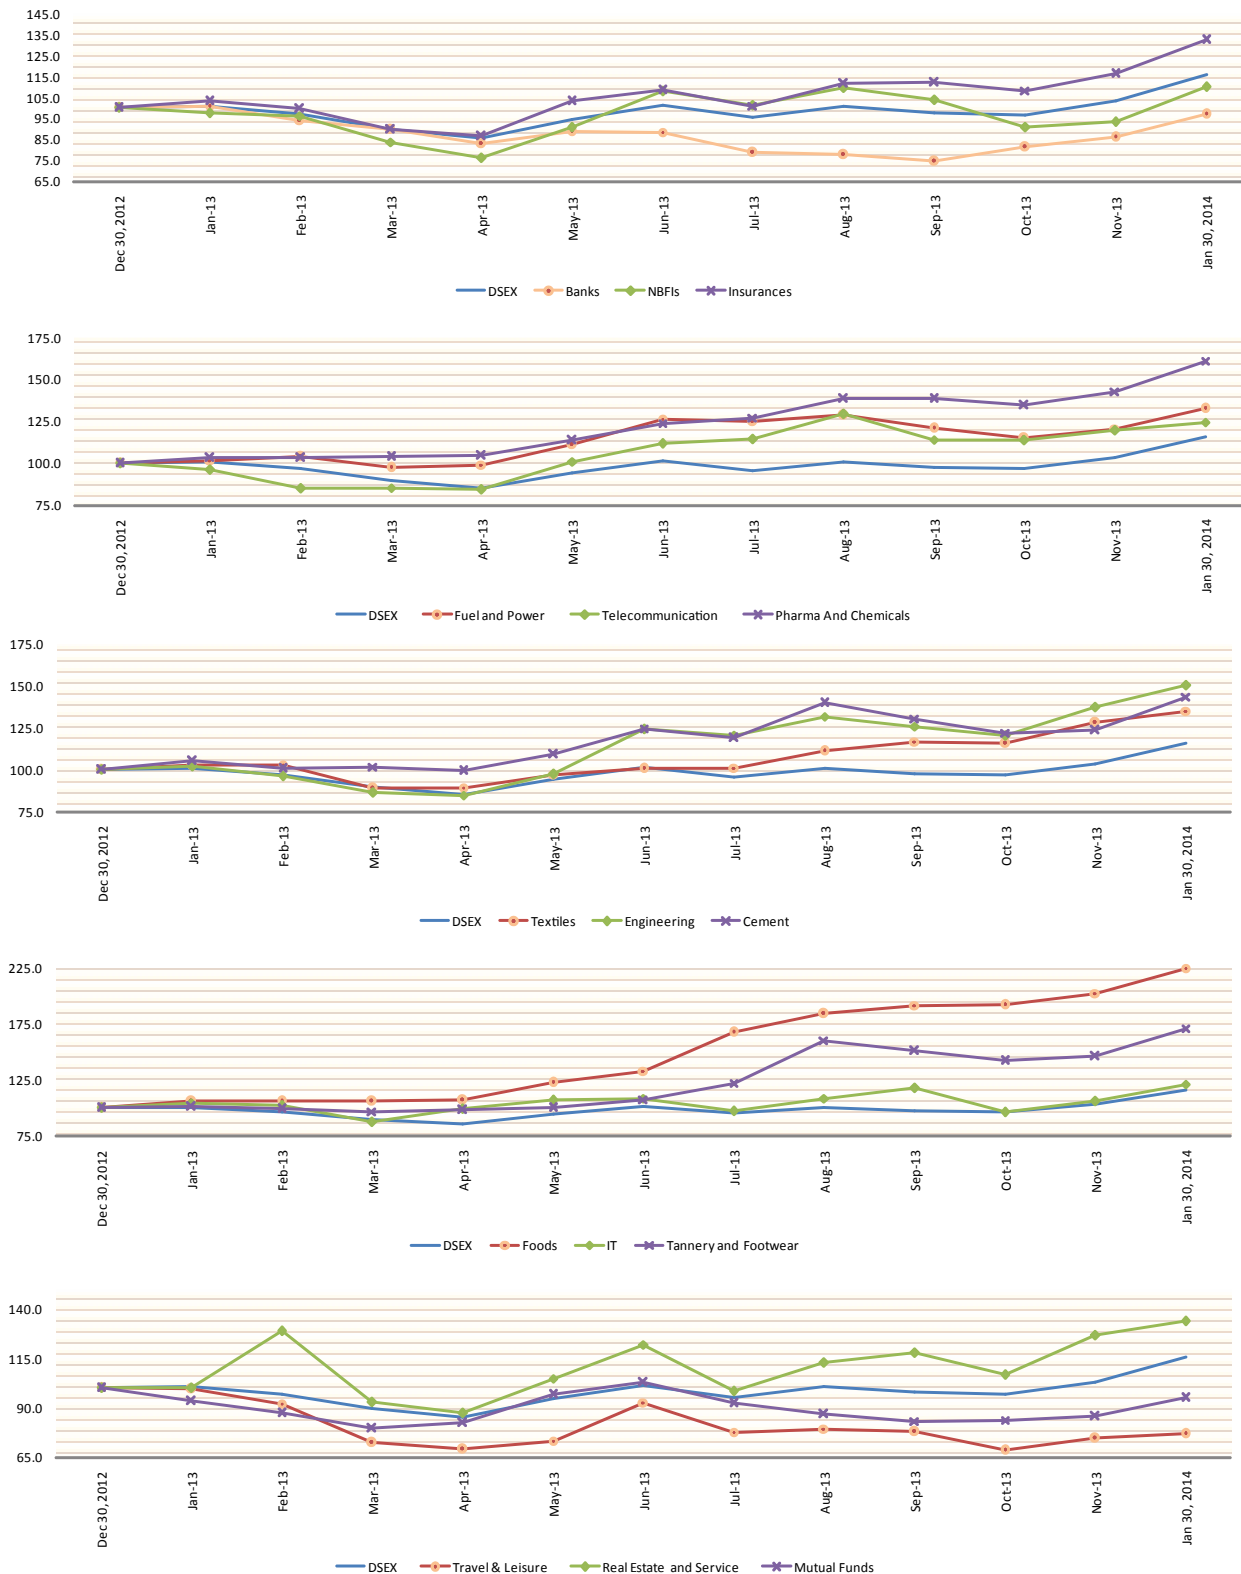 145.0
135.0
125.0
115.0
105.0
95.0
85.0
75.0
65.0
Dec 30, 2012
Jan-13
Feb-13
Mar-13
Apr-13
May-13
Jun-13
Jul-13
Aug-13
Sep-13
Oct-13
Nov-13
Jan 30, 2014
DSEX Banks NBFIs Insurances
175.0
150.0
125.0
100.0
75.0
Dec 30, 2012
Jan-13
Feb-13
Mar-13
Apr-13
May-13
Jun-13
Jul-13
Aug-13
Sep-13
Oct-13
Nov-13
Jan 30, 2014
DSEX Fuel and Power Telecommunication Pharma And Chemicals
175.0
150.0
125.0
100.0
75.0
Dec 30, 2012
Jan-13
Feb-13
Mar-13
Apr-13
May-13
Jun-13
Jul-13
Aug-13
Sep-13
Oct-13
Nov-13
Jan 30, 2014
DSEX Textiles Engineering Cement
225.0
175.0
125.0
75.0
Dec 30, 2012
Jan-13
Feb-13
Mar-13
Apr-13
May-13
Jun-13
Jul-13
Aug-13
Sep-13
Oct-13
Nov-13
Jan 30, 2014
DSEX Foods IT Tannery and Footwear
140.0
115.0
90.0
65.0
Dec 30, 2012
Jan-13
Feb-13
Mar-13
Apr-13
May-13
Jun-13
Jul-13
Aug-13
Sep-13
Oct-13
Nov-13
Jan 30, 2014
DSEX Travel & Leisure Real Estate and Service Mutual Funds